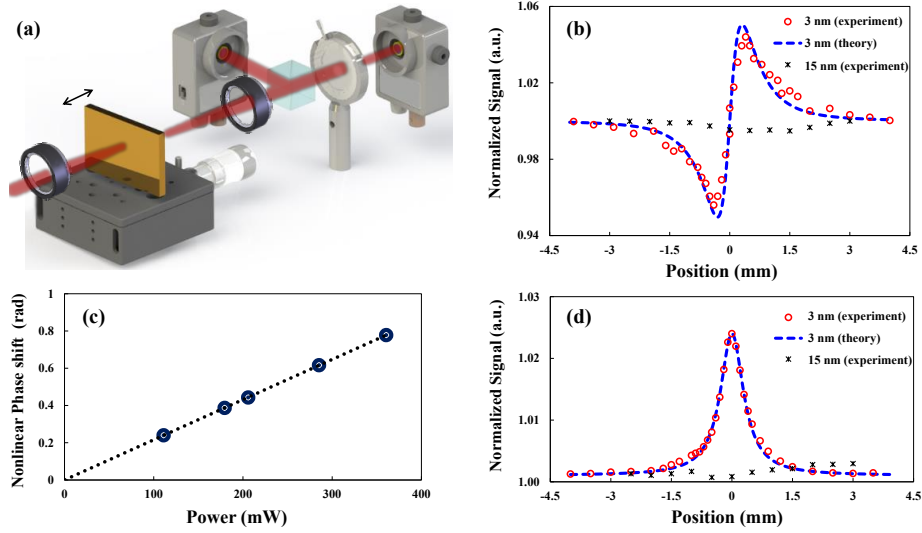 (a)
(b)
3 nm (experiment)
3 nm (theory)
15 nm (experiment)
Normalized Signal (a.u.)
1.06
1.02
0.98
0.94
-4.5
-3
-1.5
0
1.5
3
4.5
Position (mm)
(c)
Nonlinear Phase shift (rad)
1
0.8
0.6
0.4
0.2
0
0
100
200
300
400
Power (mW)
(d)
3 nm (experiment)
3 nm (theory)
15 nm (experiment)
Normalized Signal (a.u.)
1.03
1.02
1.01
1.00
-4.5
-3
-1.5
0
1.5
3
4.5
Position (mm)